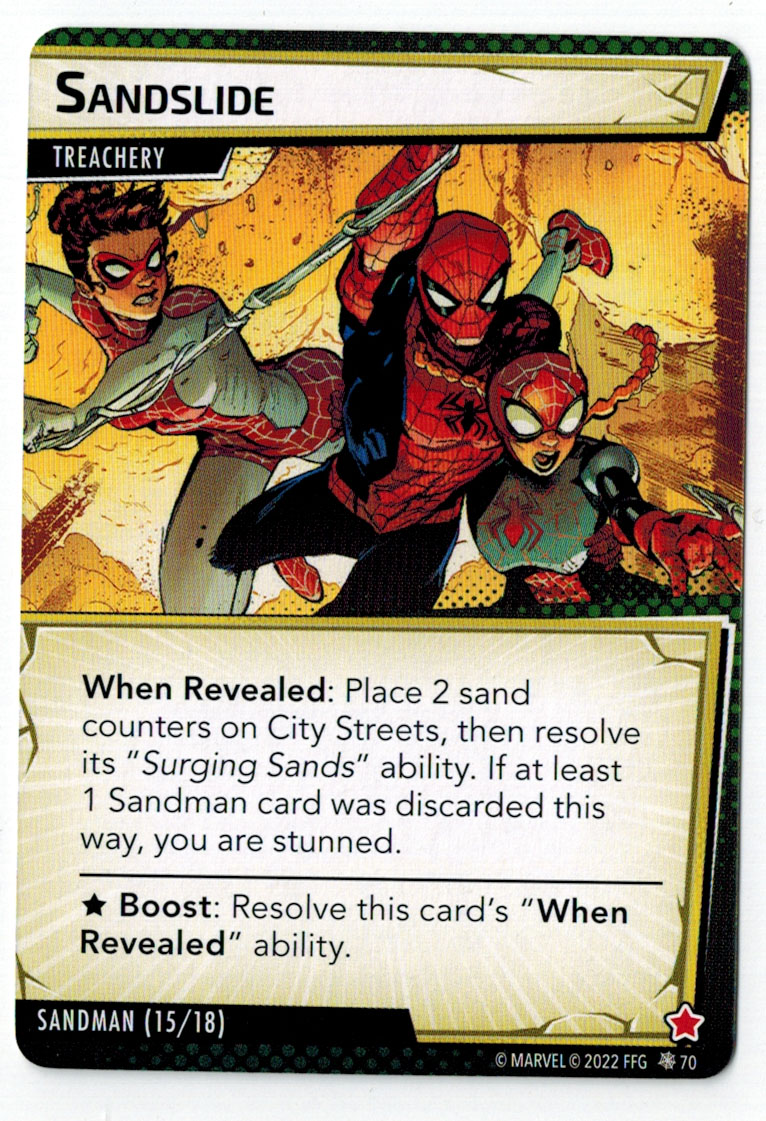 SANDSLIDE
TREACHERY
When Revealed: Place 2 sand
counters on City Streets, then resolve
its "Surging Sands" ability. If at least
1 Sandman card was discarded this
way, you are stunned.
★ Boost: Resolve this card's "When
Revealed" ability.
SANDMAN (15/18)
© MARVEL © 2022 FFG 70